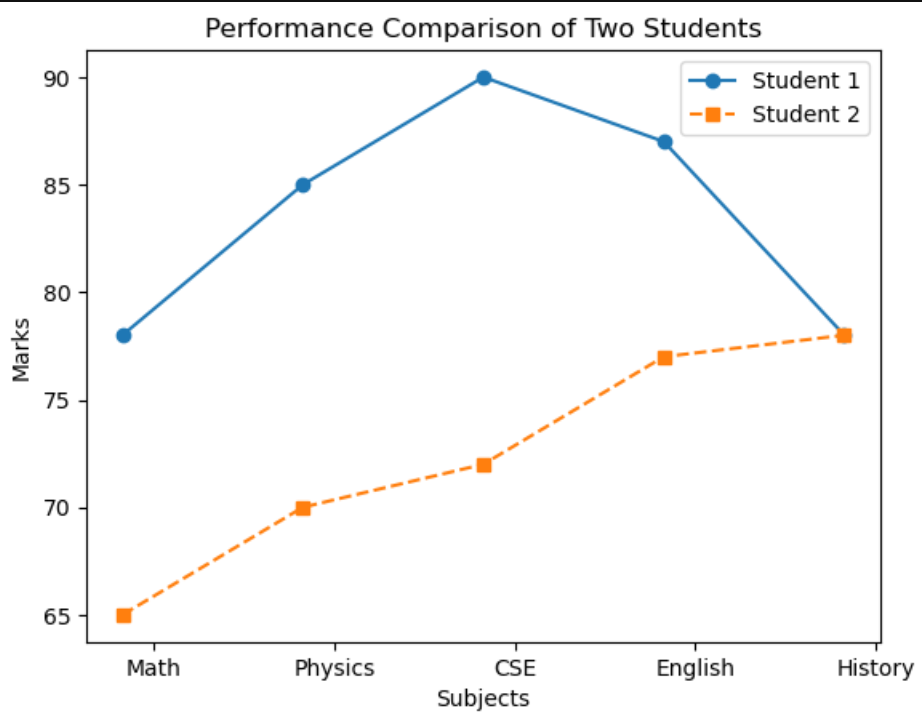 Performance Comparison of Two Students
Student 1
Student 2
90
85
80
75
70
65
Marks
Math Physics CSE English History
Subjects